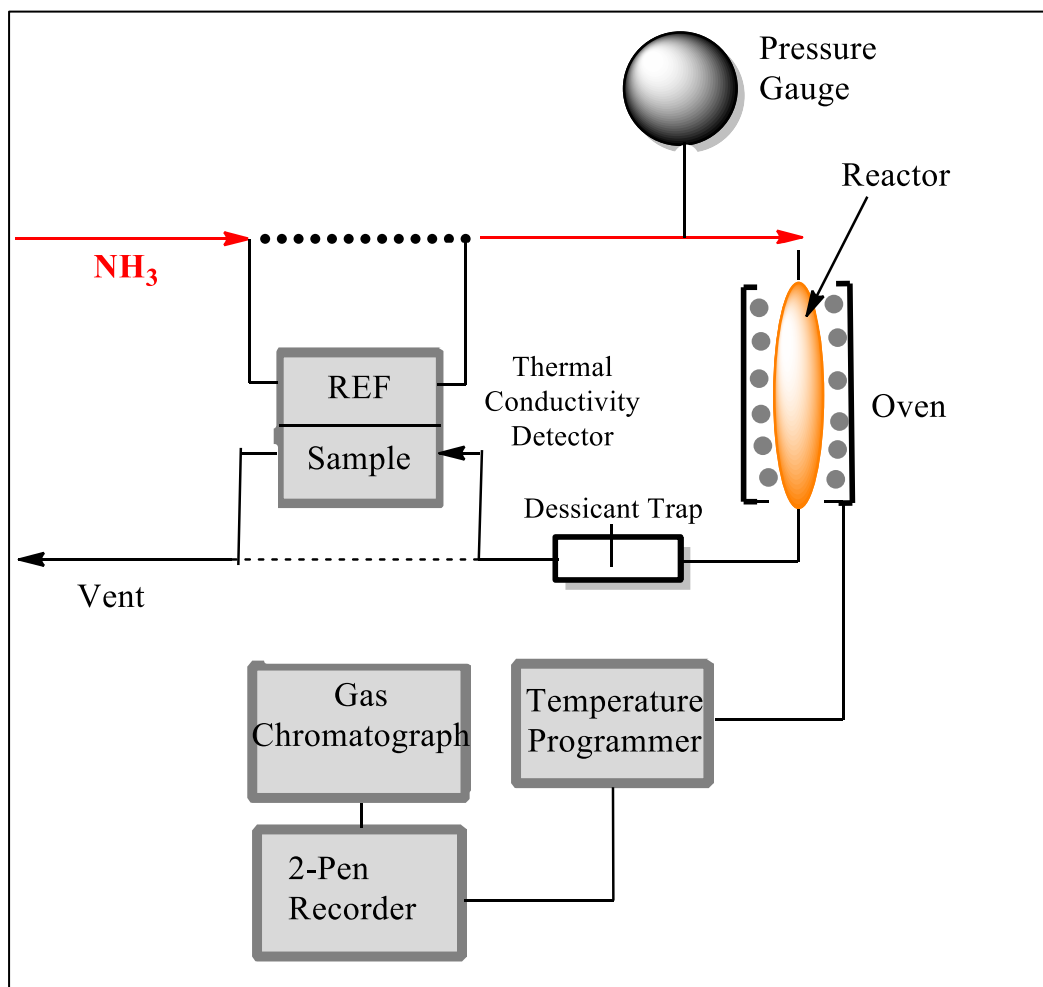 Pressure
Gauge
Reactor
NH₃
REF
Thermal
Conductivity
Detector
Sample
Oven
Dessicant Trap
Vent
Gas
Chromatograph
Temperature
Programmer
2-Pen
Recorder